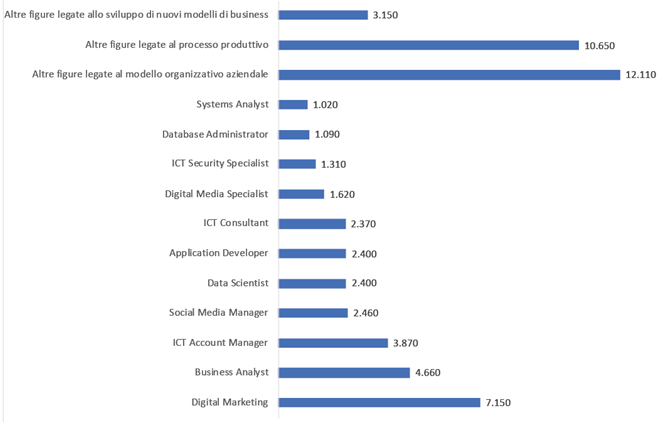 Altre figure legate allo sviluppo di nuovi modelli di business 3.150
Altre figure legate al processo produttivo 10.650
Altre figure legate al modello organizzativo aziendale 12.110
Systems Analyst 1.020
Database Administrator 1.090
ICT Security Specialist 1.310
Digital Media Specialist 1.620
ICT Consultant 2.370
Application Developer 2.400
Data Scientist 2.400
Social Media Manager 2.460
ICT Account Manager 3.870
Business Analyst 4.660
Digital Marketing 7.150